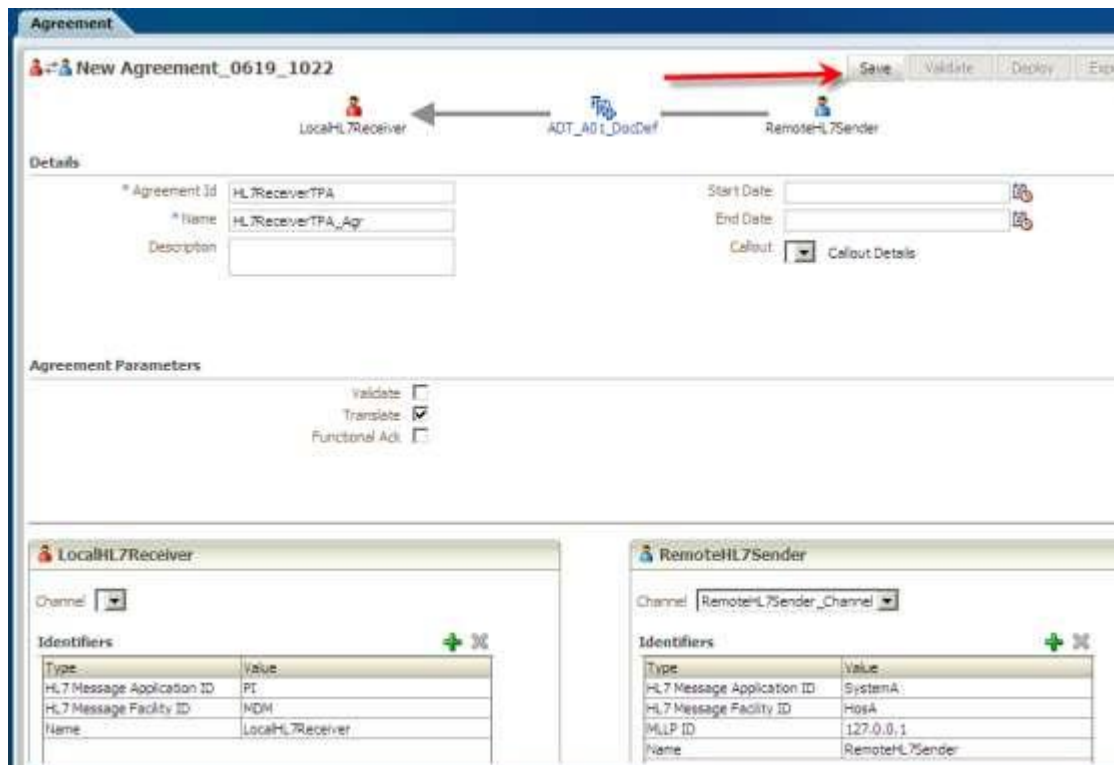 Agreement
New Agreement_0619_1022
Save Validate Deploy
LocalHL7Receiver ADT_A01_DocDef RemoteHL7Sender
Details
* Agreement Id HL7ReceiverTPA Start Date
* Name HL7ReceiverTPA_Agr End Date
Description Callout Callout Details
Agreement Parameters
Validate
Translate
Functional Ack
LocalHL7Receiver RemoteHL7Sender
Channel Channel RemoteHL7Sender_Channel
Identifiers Identifiers
Type Value Type Value
HL7 Message Application ID PI HL7 Message Application ID SystemA
HL7 Message Facility ID MDM HL7 Message Facility ID HosA
Name LocalHL7Receiver MLLP ID 127.0.0.1
Name RemoteHL7Sender